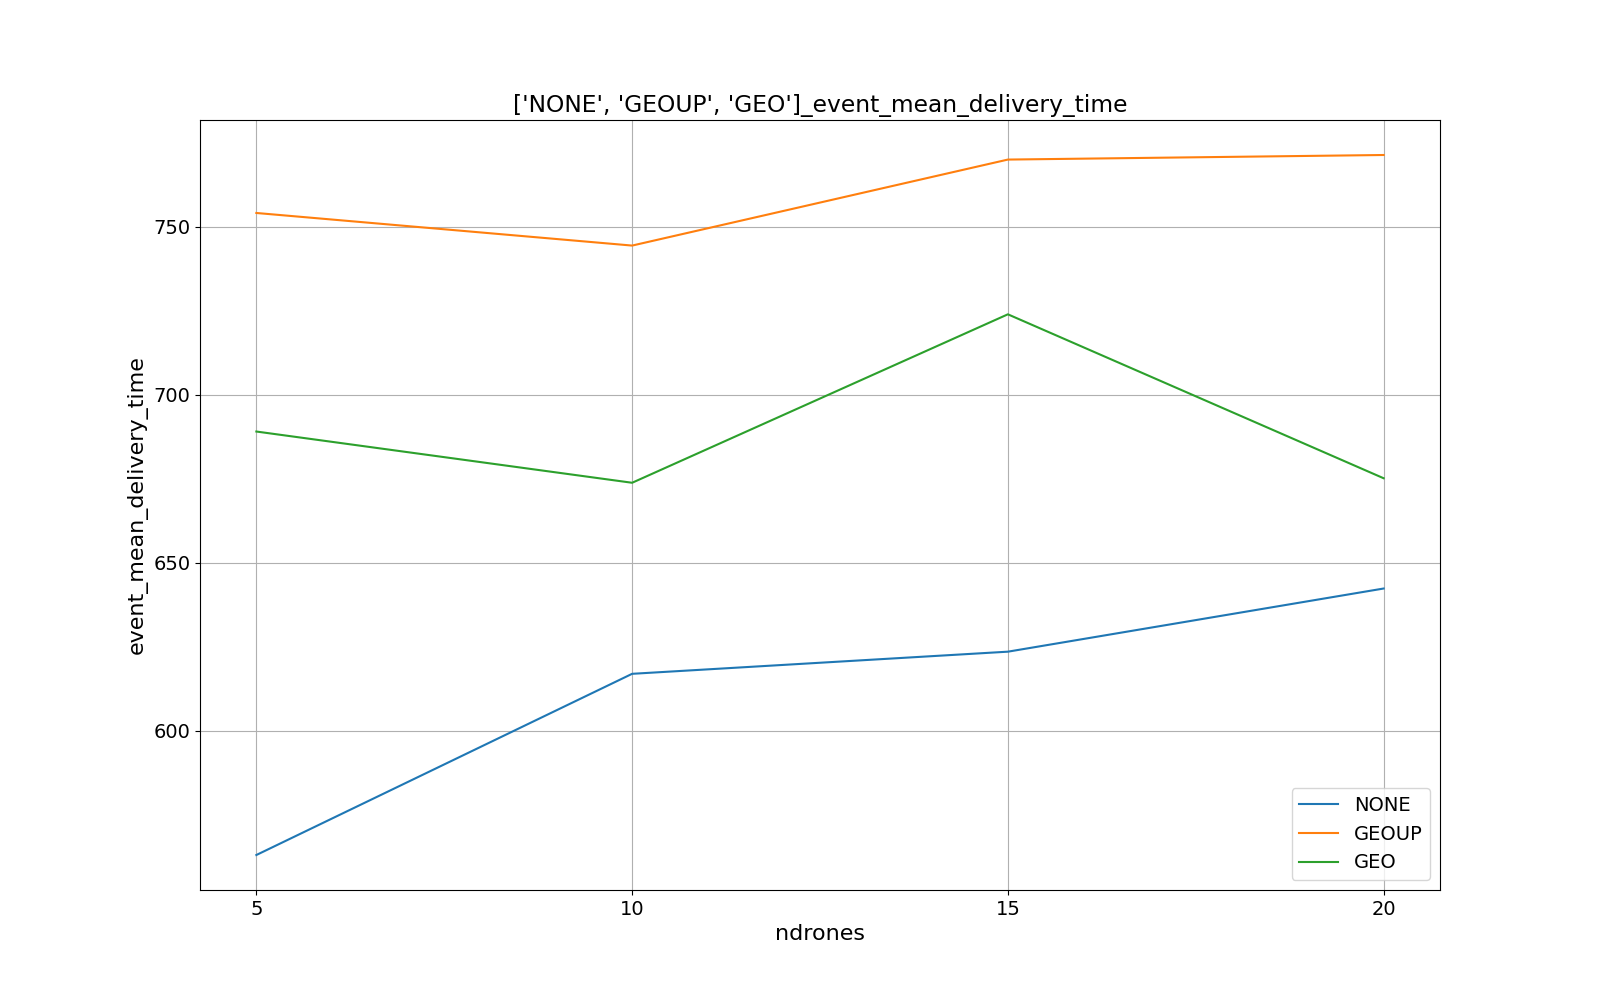 ['NONE', 'GEOUP', 'GEO']_event_mean_delivery_time
event_mean_delivery_time
750
700
650
600
5 10 15 20
ndrones
NONE
GEOUP
GEO